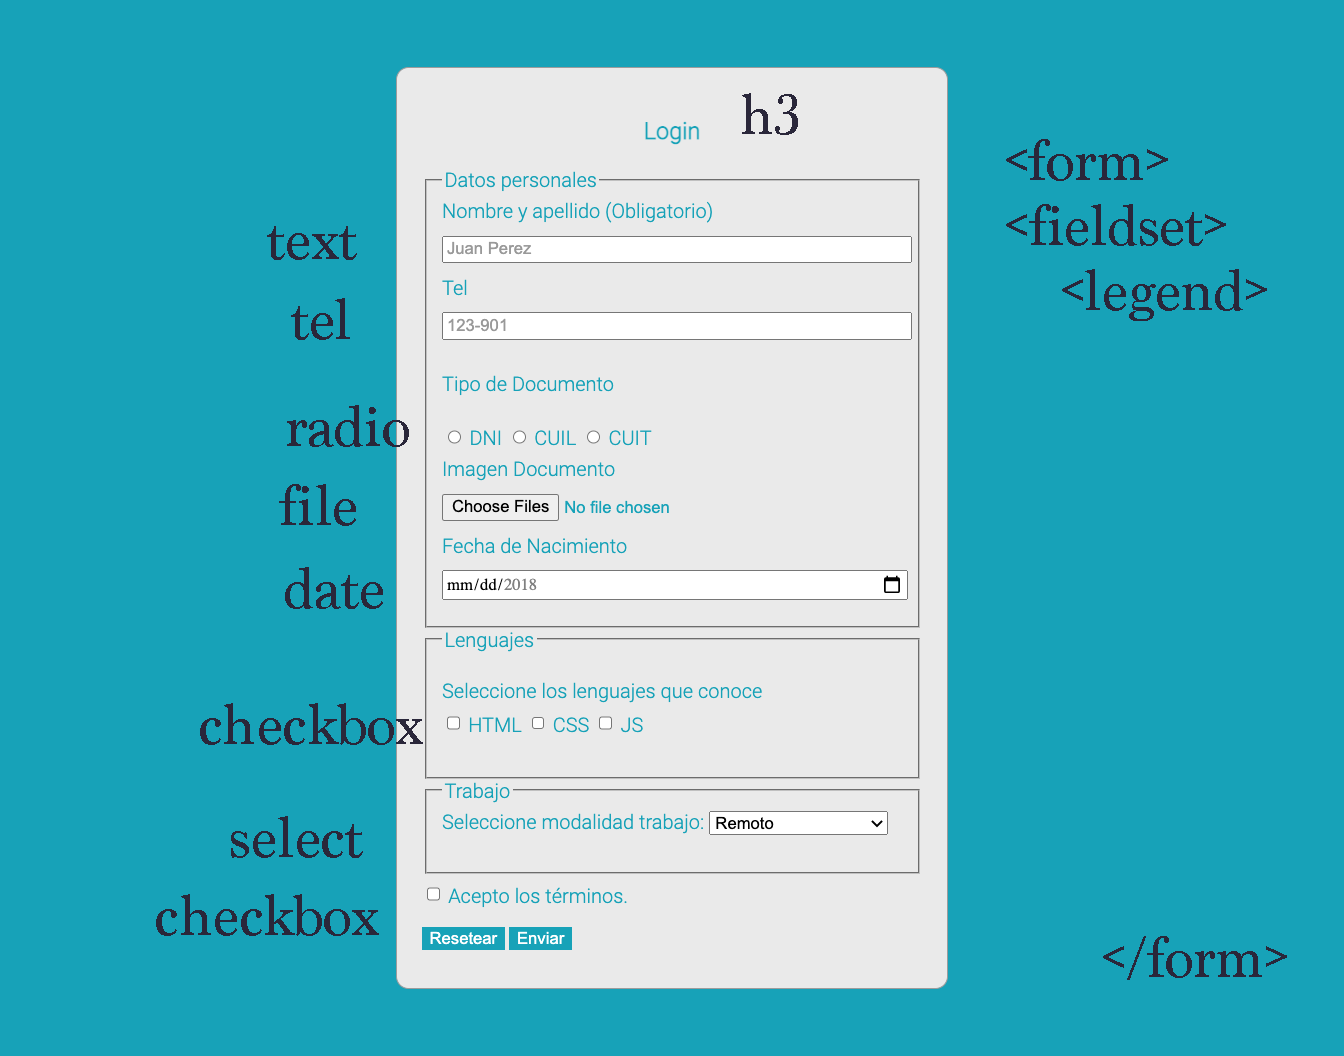 Login h3
<form>
<fieldset>
<legend>
Datos personales
Nombre y apellido (Obligatorio)
text
Juan Perez
Tel
tel
123-901
Tipo de Documento
radio
DNI CUIL CUIT
Imagen Documento
file
Choose Files No file chosen
Fecha de Nacimiento
date
mm/dd/2018
Lenguajes
Seleccione los lenguajes que conoce
checkbox
HTML CSS JS
Trabajo
Seleccione modalidad trabajo: Remoto
select
Acepto los términos.
checkbox
Resetear Enviar
</form>